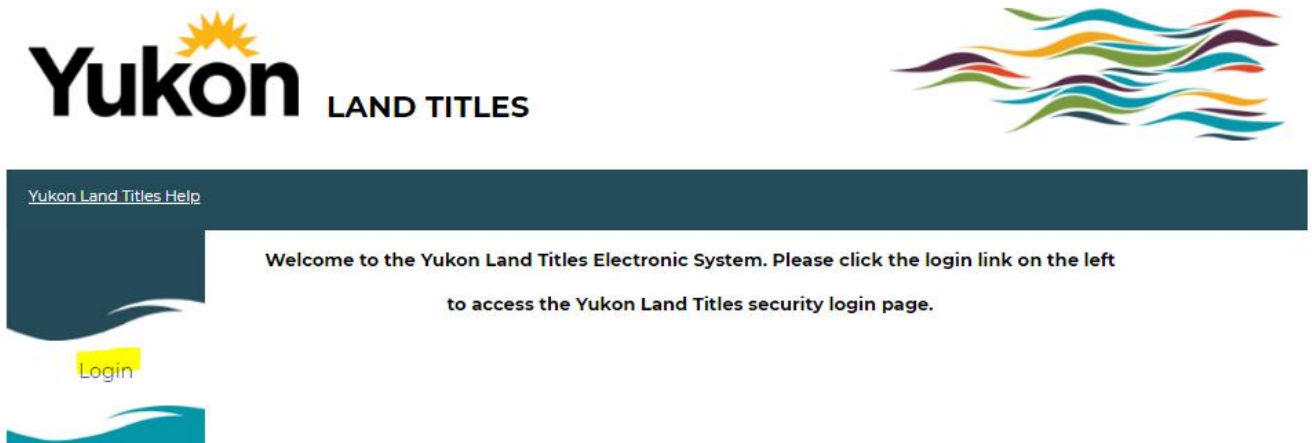 Yukon LAND TITLES
Yukon Land Titles Help
Welcome to the Yukon Land Titles Electronic System. Please click the login link on the left
to access the Yukon Land Titles security login page.
Login